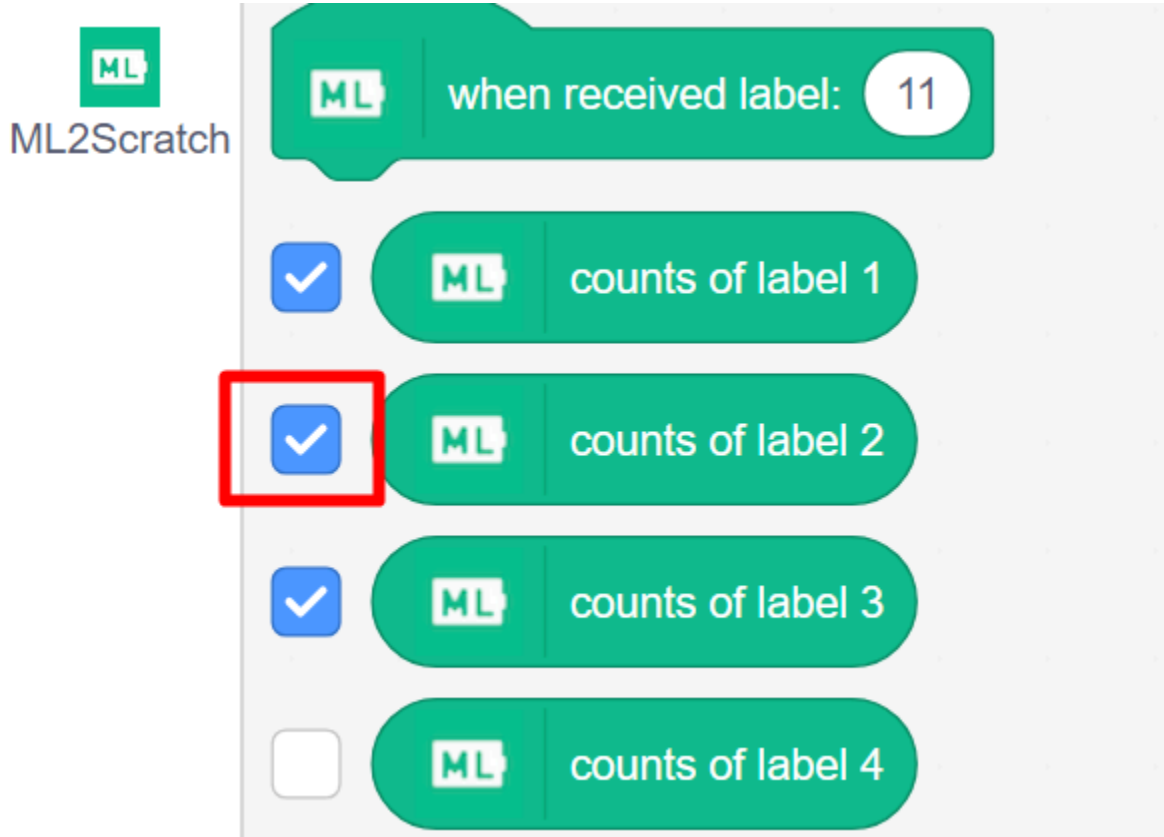 ML
ML2Scratch
ML when received label: 11
ML counts of label 1
ML counts of label 2
ML counts of label 3
ML counts of label 4